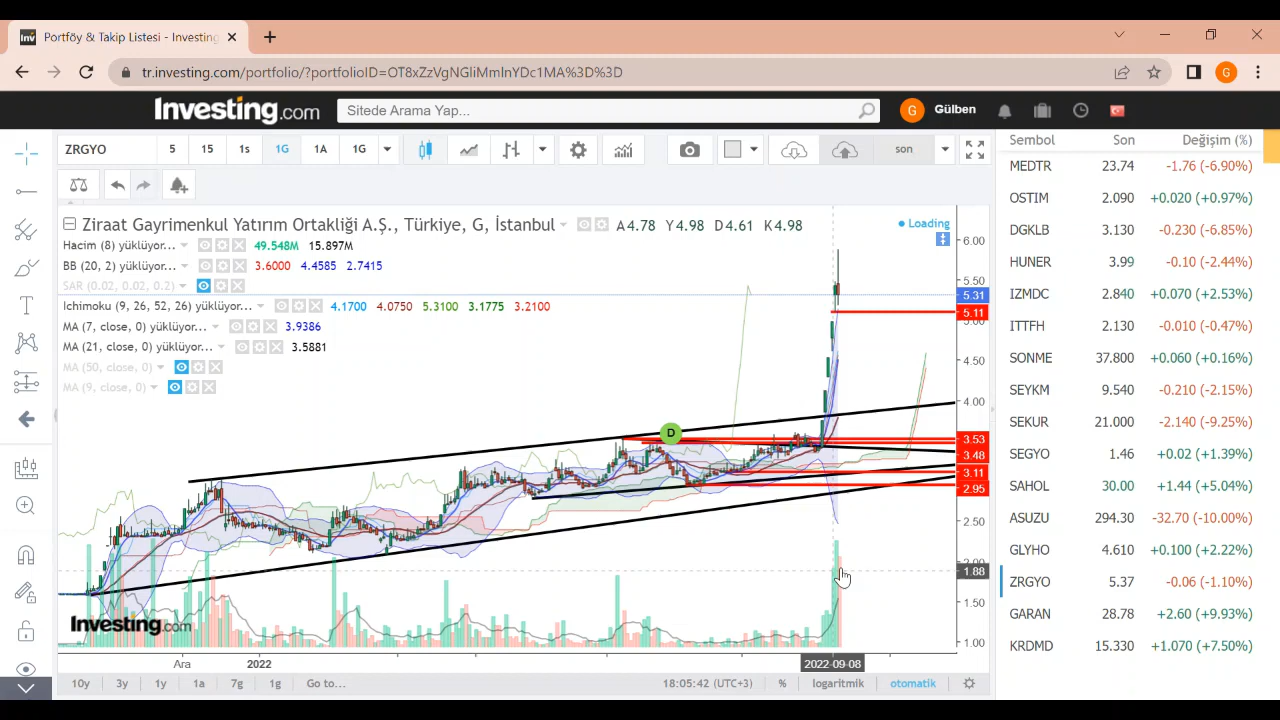 Portföy & Takip Listesi - Investing
tr.investing.com/portfolio/?portfolioID=OT8xZzVgNGliMmlnYDc1MA%3D%3D
G
Investing.com
Sitede Arama Yap...
G
Gülben
ZRGYO
5
15
1s
1G
1A
1G
son
Ziraat Gayrimenkul Yatırım Ortakliği A.Ş., Türkiye, G, İstanbul
A4.78 Y4.98 D4.61 K4.98
Loading
Hacim (8) yüklüyor...
49.548M 15.897M
BB (20, 2) yüklüyor...
3.6000 4.4585 2.7415
SAR (0.02, 0.02, 0.2)
Ichimoku (9, 26, 52, 26) yüklüyor...
4.1700 4.0750 5.3100 3.1775 3.2100
MA (7, close, 0) yüklüyor...
3.9386
MA (21, close, 0) yüklüyor...
3.5881
MA (50, close, 0)
MA (9, close, 0)
D
6.00
5.50
5.31
5.11
5.00
4.50
4.00
3.53
3.48
3.11
2.95
2.50
2.00
1.88
1.50
1.00
Investing.com
Ara
2022
2022-09-08
10y
3y
1y
1a
7g
1g
Go to...
18:05:42 (UTC+3)
%
logaritmik
otomatik
Sembol Son Değişim (%)
MEDTR 23.74 -1.76 (-6.90%)
OSTIM 2.090 +0.020 (+0.97%)
DGKLB 3.130 -0.230 (-6.85%)
HUNER 3.99 -0.10 (-2.44%)
IZMDC 2.840 +0.070 (+2.53%)
ITTFH 2.130 -0.010 (-0.47%)
SONME 37.800 +0.060 (+0.16%)
SEYKM 9.540 -0.210 (-2.15%)
SEKUR 21.000 -2.140 (-9.25%)
SEGYO 1.46 +0.02 (+1.39%)
SAHOL 30.00 +1.44 (+5.04%)
ASUZU 294.30 -32.70 (-10.00%)
GLYHO 4.610 +0.100 (+2.22%)
ZRGYO 5.37 -0.06 (-1.10%)
GARAN 28.78 +2.60 (+9.93%)
KRDMD 15.330 +1.070 (+7.50%)